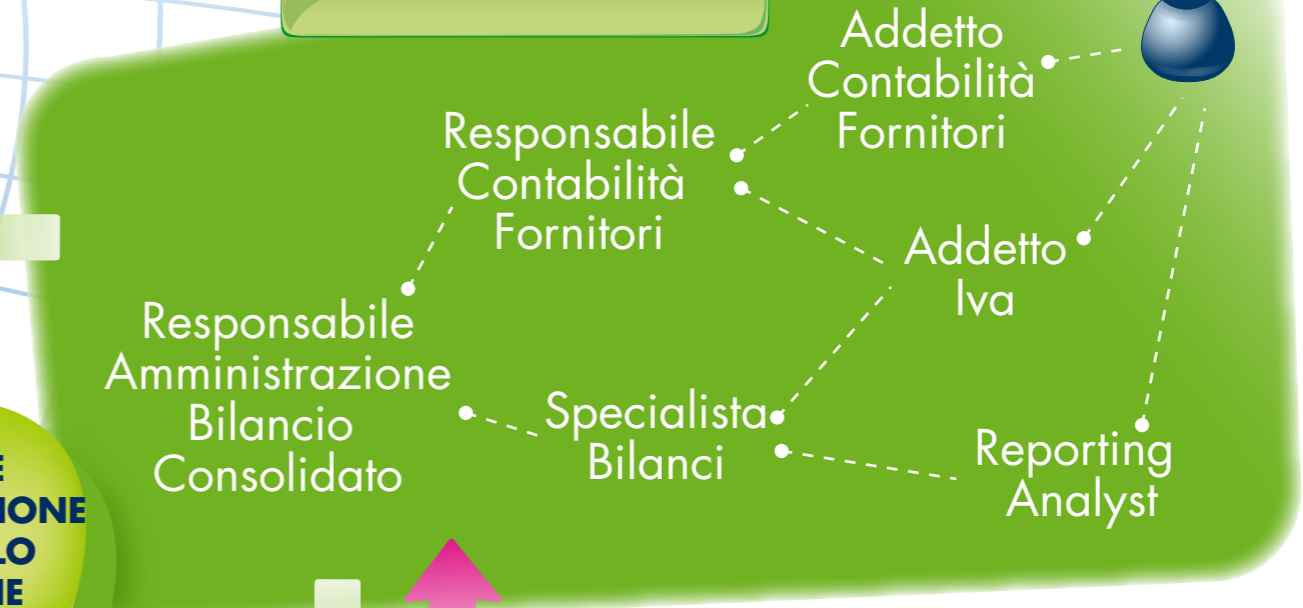 Addetto
Contabilità
Fornitori
Responsabile
Contabilità
Fornitori
Addetto
Iva
Responsabile
Amministrazione
Bilancio
Consolidato
Specialista
Bilanci
Reporting
Analyst